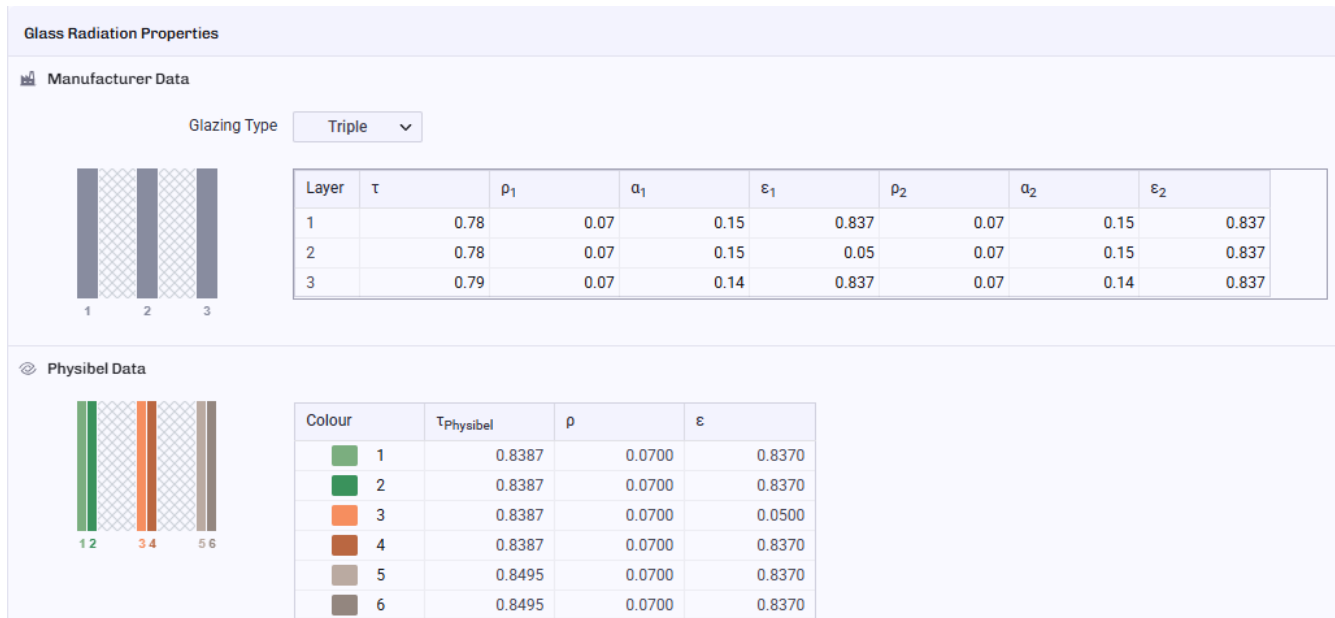 Glass Radiation Properties
Manufacturer Data
Glazing Type Triple
Layer τ ρ1 α1 ε1 ρ2 α2 ε2
1 0.78 0.07 0.15 0.837 0.07 0.15 0.837
2 0.78 0.07 0.15 0.05 0.07 0.15 0.837
3 0.79 0.07 0.14 0.837 0.07 0.14 0.837
1 2 3
Physibel Data
Colour τPhysibel ρ ε
1 0.8387 0.0700 0.8370
2 0.8387 0.0700 0.8370
3 0.8387 0.0700 0.0500
4 0.8387 0.0700 0.8370
5 0.8495 0.0700 0.8370
6 0.8495 0.0700 0.8370
1 2 3 4 5 6